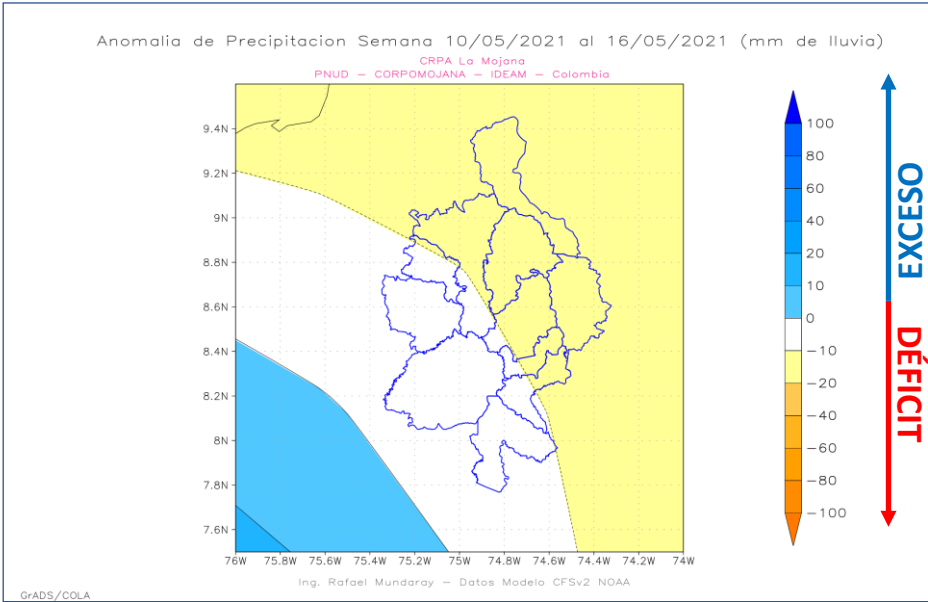 Anomalia de Precipitacion Semana 10/05/2021 al 16/05/2021 (mm de lluvia)
CRPA La Mojana
PNUD – CORPOMOJANA – IDEAM – Colombia
9.4N
9.2N
9N
8.8N
8.6N
8.4N
8.2N
8N
7.8N
7.6N
76W 75.8W 75.6W 75.4W 75.2W 75W 74.8W 74.6W 74.4W 74.2W 74W
100
80
60
40
20
10
0
−10
−20
−40
−60
−80
−100
EXCESO
DÉFICIT
Ing. Rafael Mundaray – Datos Modelo CFSv2 NOAA
GrADS/COLA